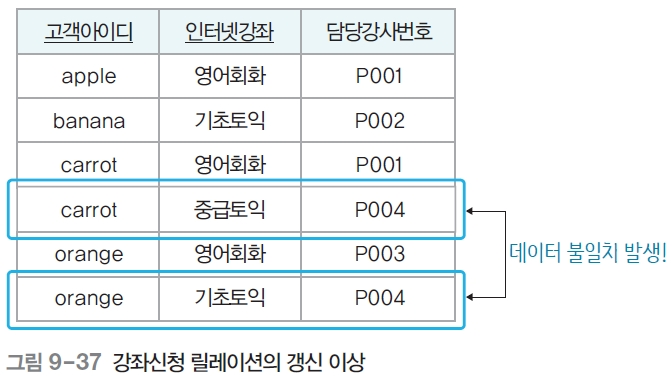 고객아이디 인터넷강좌 담당강사번호
apple 영어회화 P001
banana 기초토익 P002
carrot 영어회화 P001
carrot 중급토익 P004
orange 영어회화 P003
orange 기초토익 P004
데이터 불일치 발생!
그림 9-37 강좌신청 릴레이션의 갱신 이상